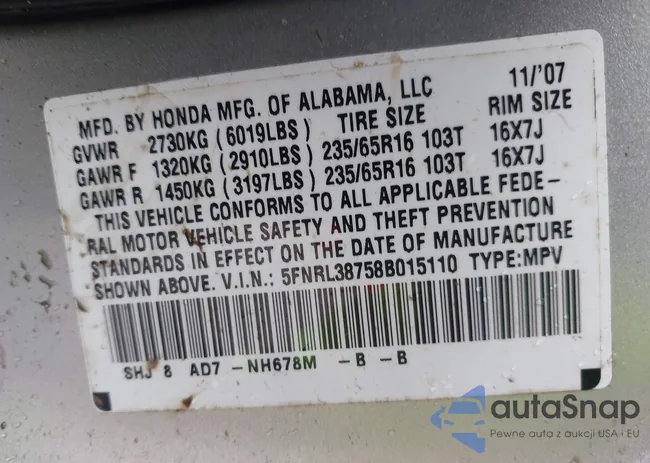 MFD. BY HONDA MFG. OF ALABAMA, LLC 11/'07
GVWR 2730KG (6019LBS) TIRE SIZE RIM SIZE
GAWR F 1320KG (2910LBS) 235/65R16 103T 16X7J
GAWR R 1450KG (3197LBS) 235/65R16 103T 16X7J
THIS VEHICLE CONFORMS TO ALL APPLICABLE FEDE-
RAL MOTOR VEHICLE SAFETY AND THEFT PREVENTION
STANDARDS IN EFFECT ON THE DATE OF MANUFACTURE
SHOWN ABOVE. V.I.N.: 5FNRL38758B015110 TYPE:MPV
SHJ 8 AD7 -NH678M -B -B
autaSnap
Pewne auta z aukcji USA i EU